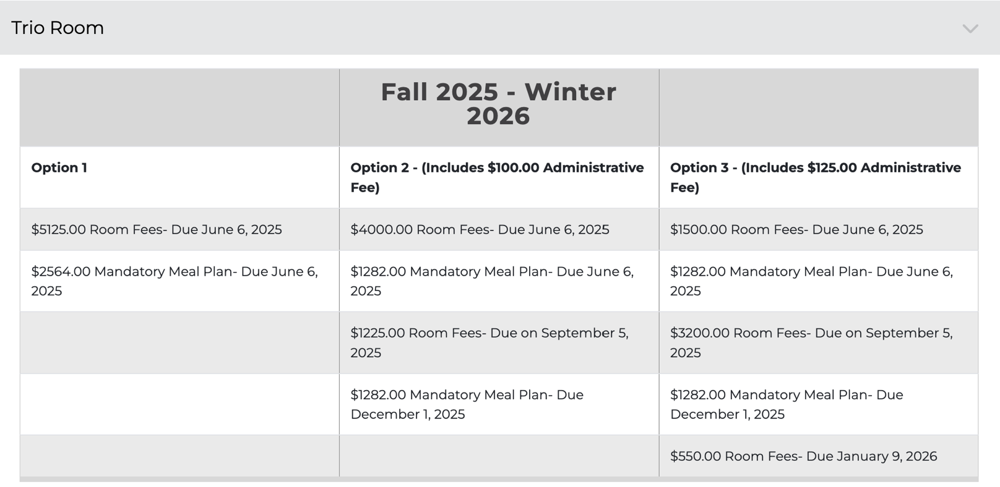 Trio Room
Fall 2025 - Winter
2026
Option 1
Option 2 - (Includes $100.00 Administrative
Fee)
Option 3 - (Includes $125.00 Administrative
Fee)
$5125.00 Room Fees- Due June 6, 2025
$4000.00 Room Fees- Due June 6, 2025
$1500.00 Room Fees- Due June 6, 2025
$2564.00 Mandatory Meal Plan- Due June 6,
2025
$1282.00 Mandatory Meal Plan- Due June 6,
2025
$1282.00 Mandatory Meal Plan- Due June 6,
2025
$1225.00 Room Fees- Due on September 5,
2025
$3200.00 Room Fees- Due on September 5,
2025
$1282.00 Mandatory Meal Plan- Due
December 1, 2025
$1282.00 Mandatory Meal Plan- Due
December 1, 2025
$550.00 Room Fees- Due January 9, 2026